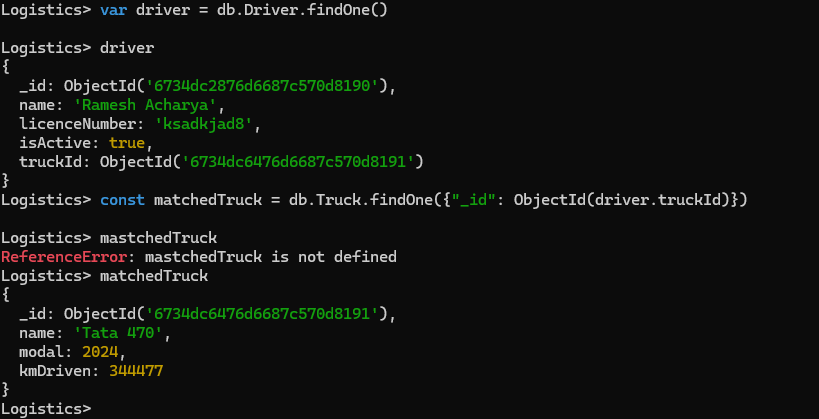 Logistics> var driver = db.Driver.findOne()
Logistics> driver
{
  _id: ObjectId('6734dc2876d6687c570d8190'),
  name: 'Ramesh Acharya',
  licenceNumber: 'ksadkjad8',
  isActive: true,
  truckId: ObjectId('6734dc6476d6687c570d8191')
}
Logistics> const matchedTruck = db.Truck.findOne({"_id": ObjectId(driver.truckId)})
Logistics> mastchedTruck
ReferenceError: mastchedTruck is not defined
Logistics> matchedTruck
{
  _id: ObjectId('6734dc6476d6687c570d8191'),
  name: 'Tata 470',
  modal: 2024,
  kmDriven: 344477
}
Logistics>